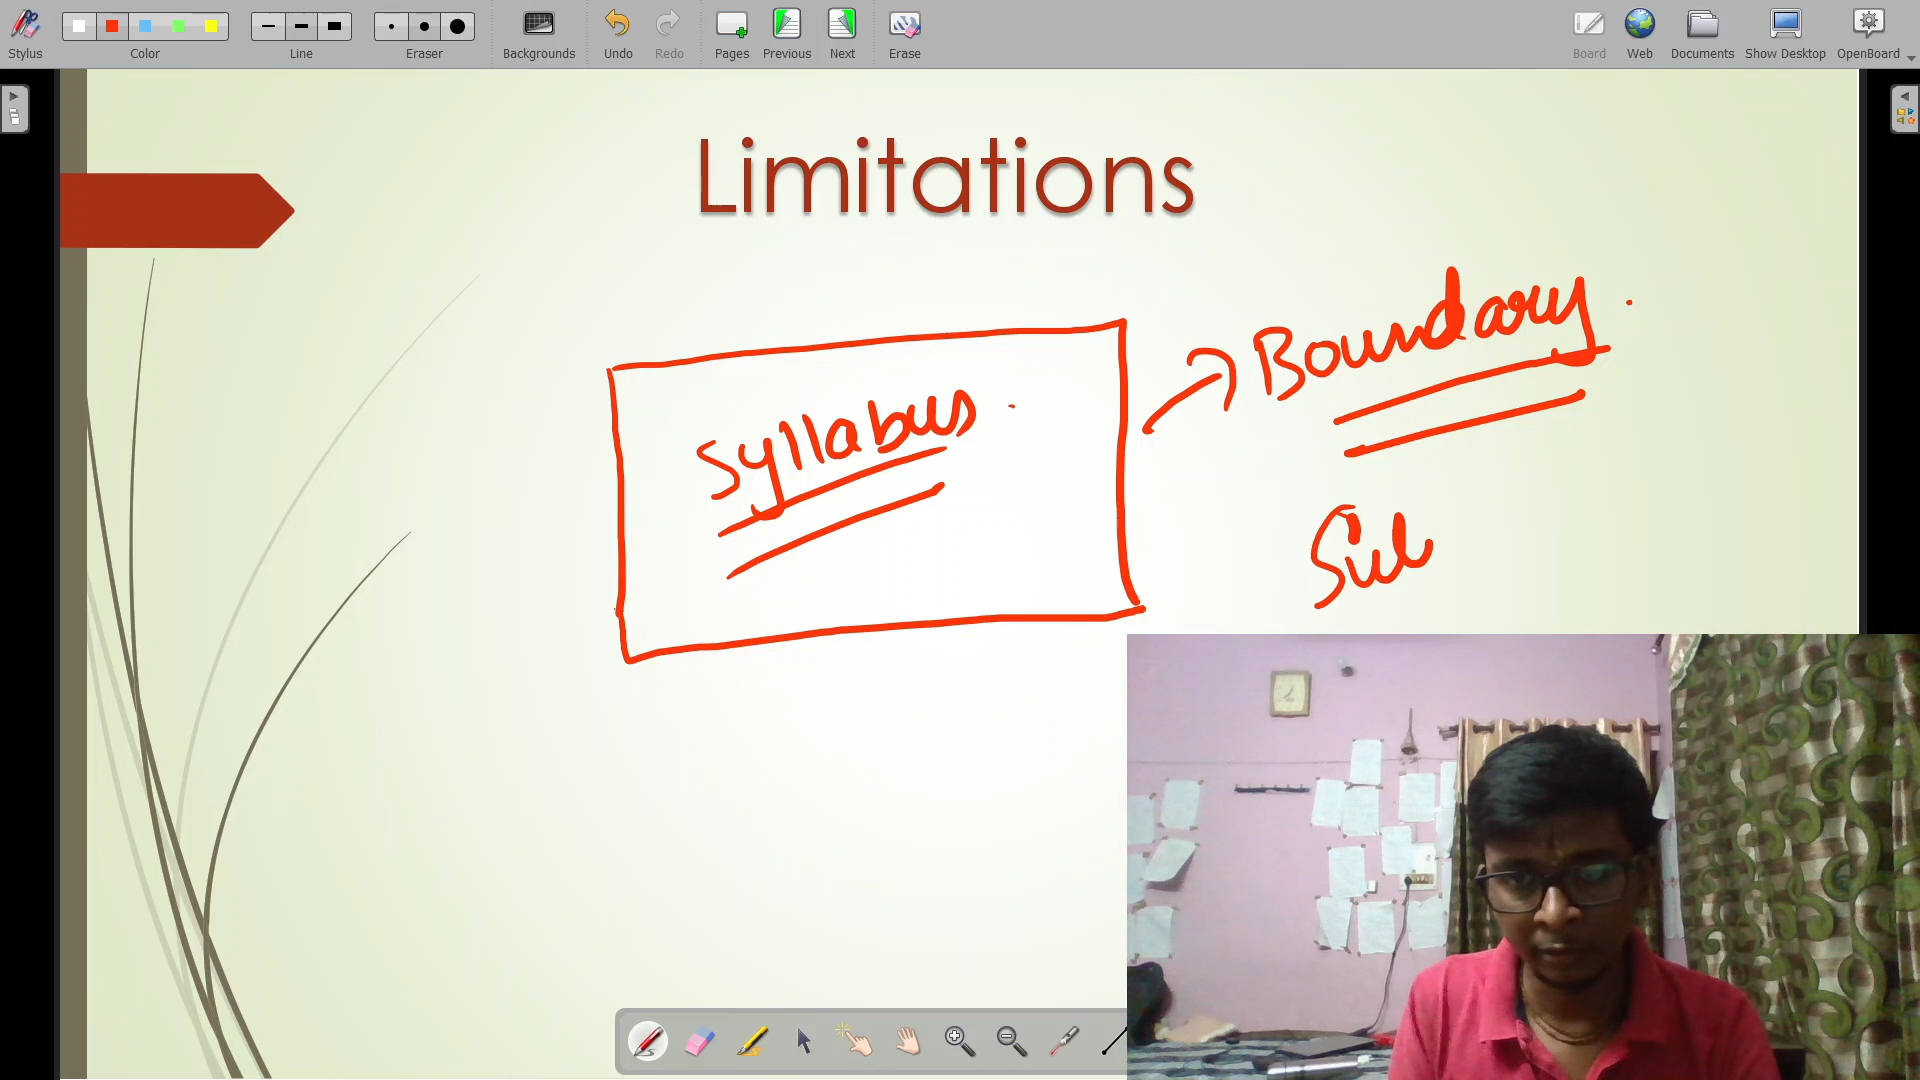 Stylus Color Line Eraser Backgrounds Undo Redo Pages Previous Next Erase Board Web Documents Show Desktop OpenBoard
Limitations
Boundary.
Syllabus.